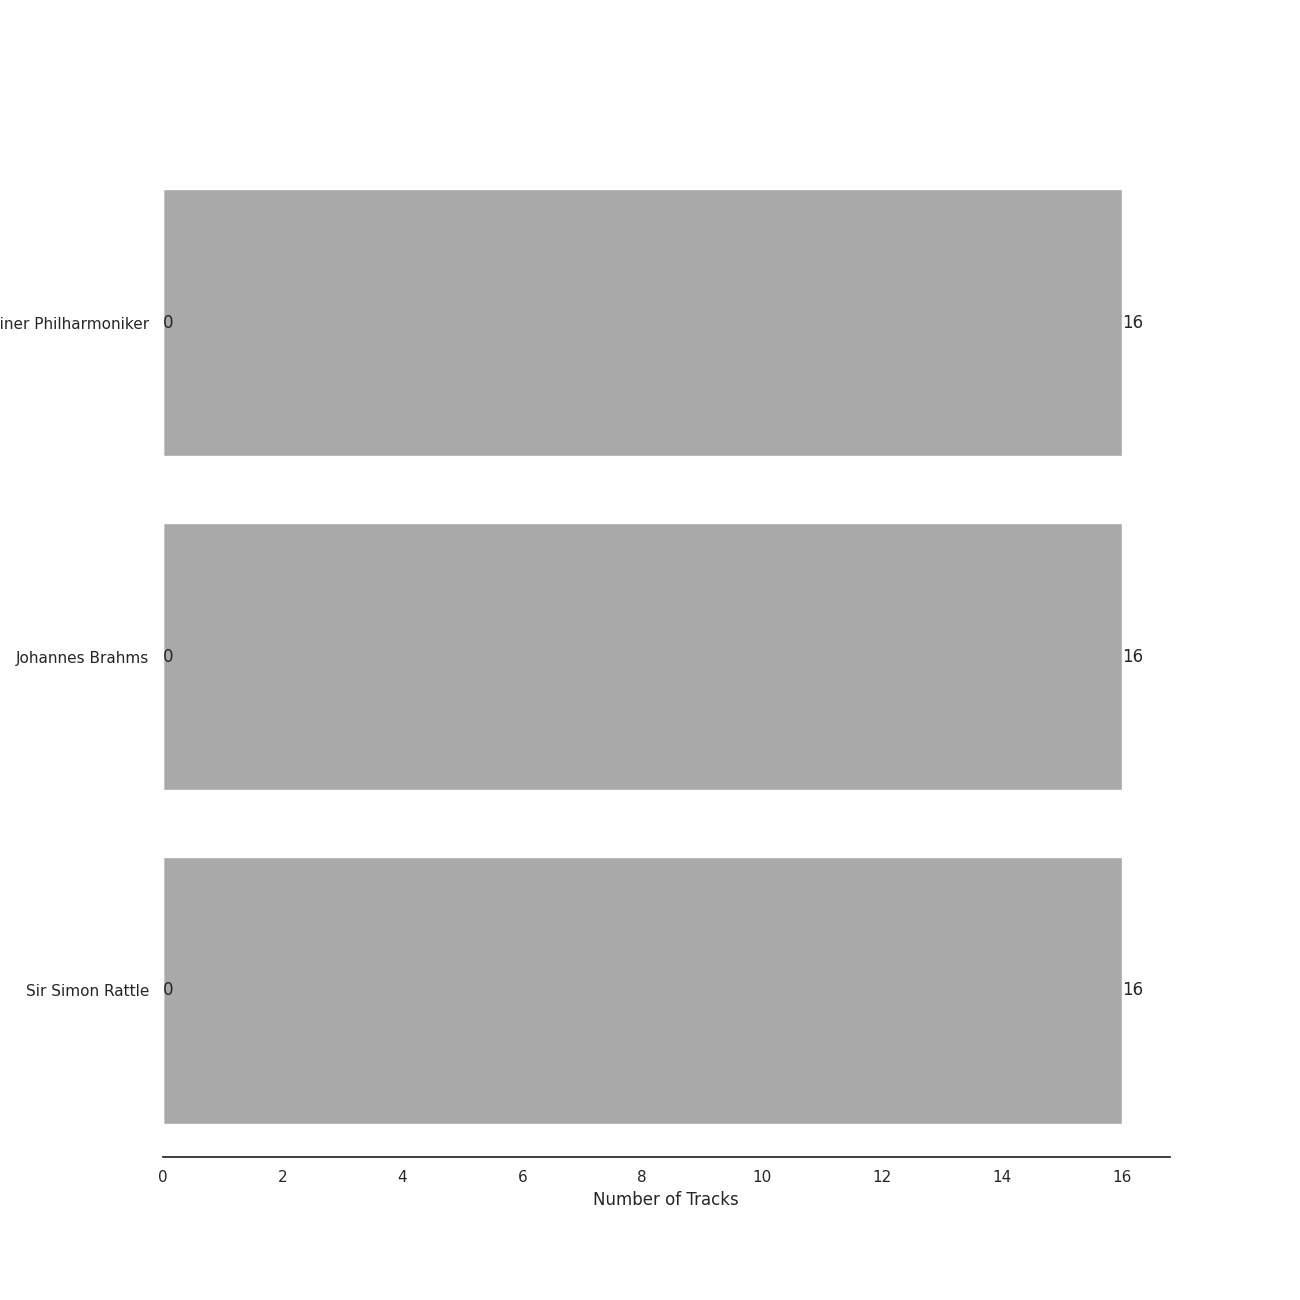 iner Philharmoniker 0 16
Johannes Brahms 0 16
Sir Simon Rattle 0 16
0 2 4 6 8 10 12 14 16
Number of Tracks